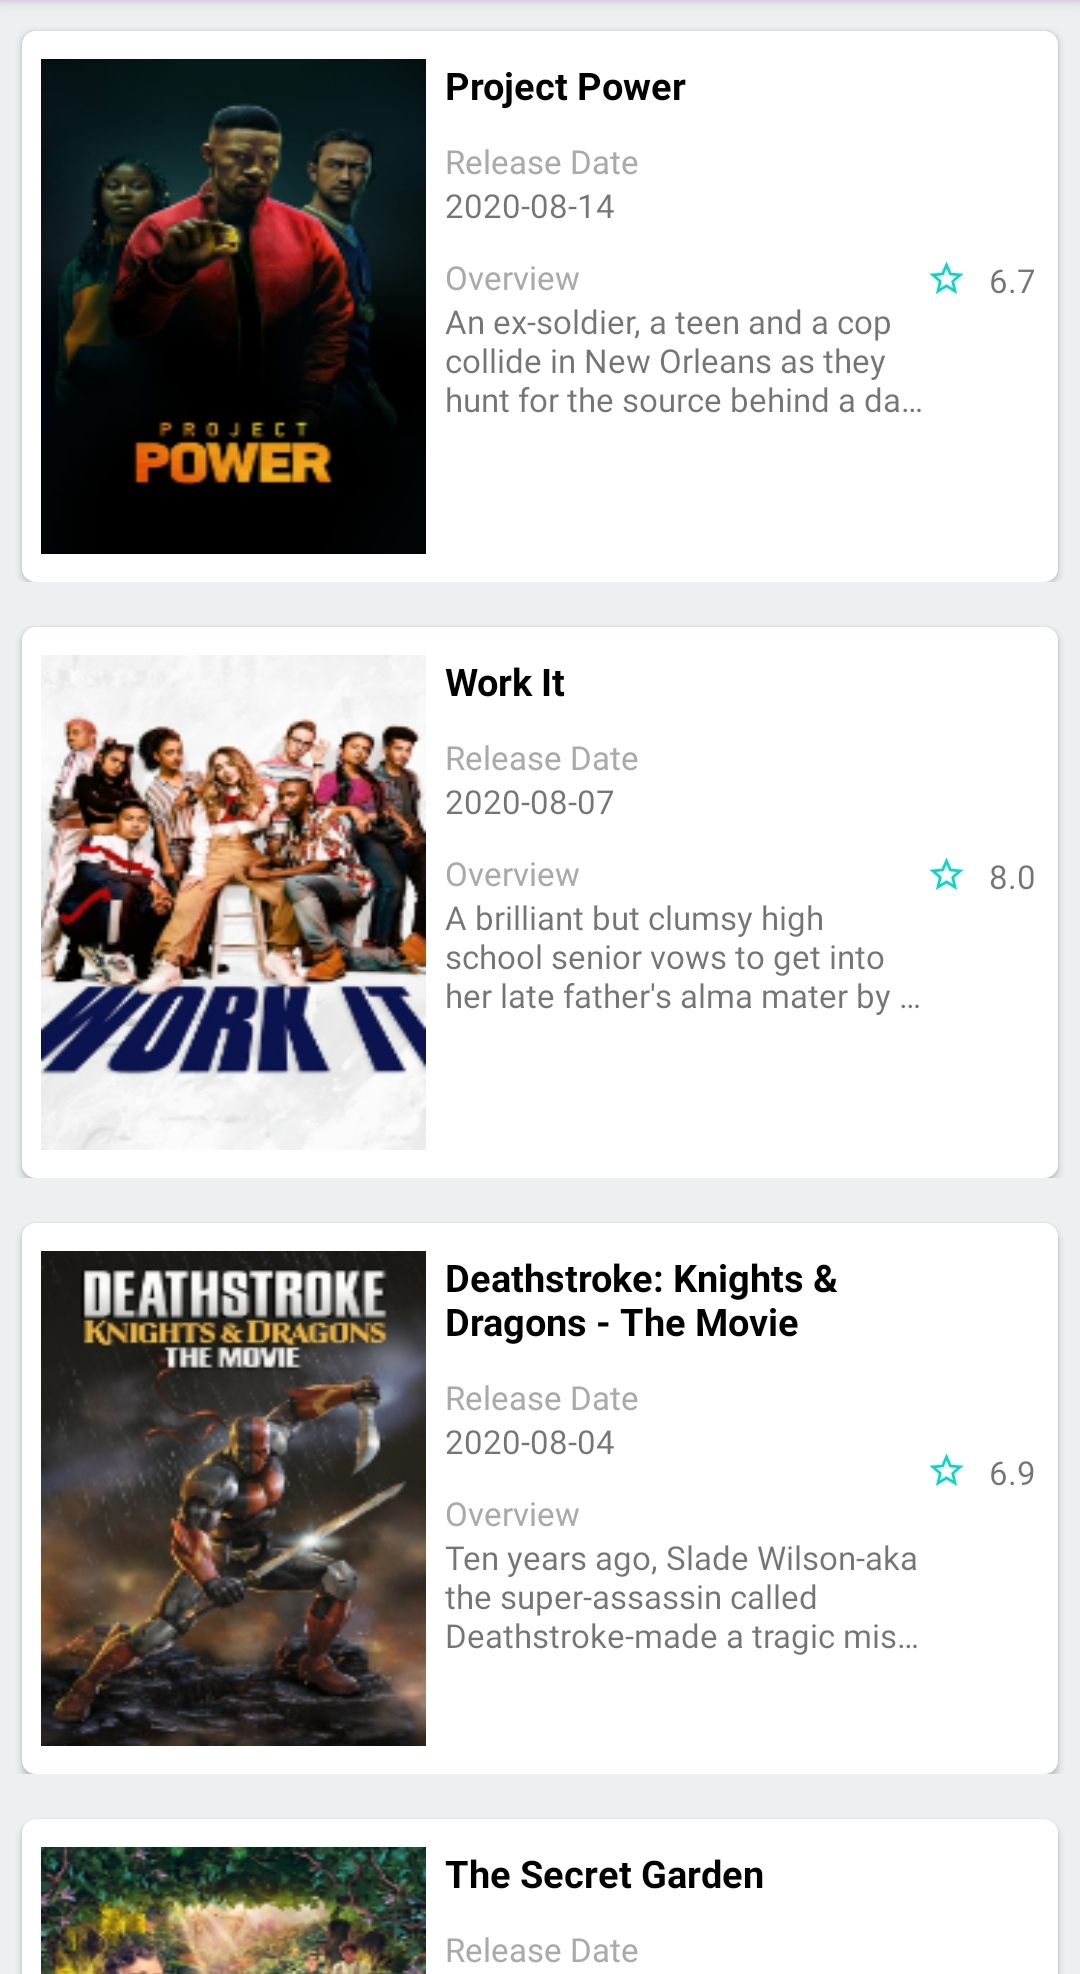 PROJECT
POWER
Project Power
Release Date
2020-08-14
Overview
6.7
An ex-soldier, a teen and a cop
collide in New Orleans as they
hunt for the source behind a da...
WORK IT
Work It
Release Date
2020-08-07
Overview
8.0
A brilliant but clumsy high
school senior vows to get into
her late father's alma mater by ...
DEATHSTROKE
KNIGHTS & DRAGONS
THE MOVIE
Deathstroke: Knights &
Dragons - The Movie
Release Date
2020-08-04
6.9
Overview
Ten years ago, Slade Wilson-aka
the super-assassin called
Deathstroke-made a tragic mis...
The Secret Garden
Release Date